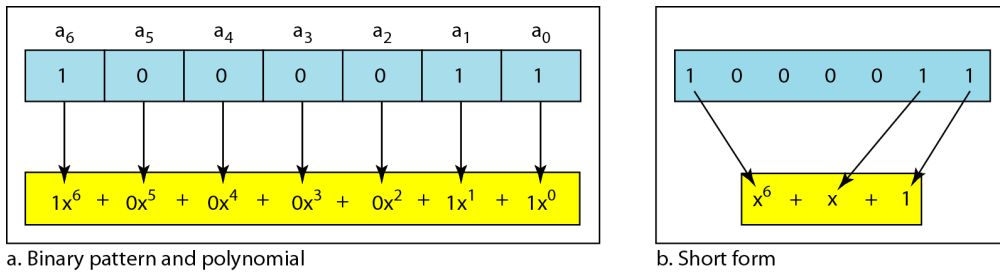 a₆ a₅ a₄ a₃ a₂ a₁ a₀
1 0 0 0 0 1 1
1x⁶ + 0x⁵ + 0x⁴ + 0x³ + 0x² + 1x¹ + 1x⁰
a. Binary pattern and polynomial
1 0 0 0 0 1 1
x⁶ + x + 1
b. Short form